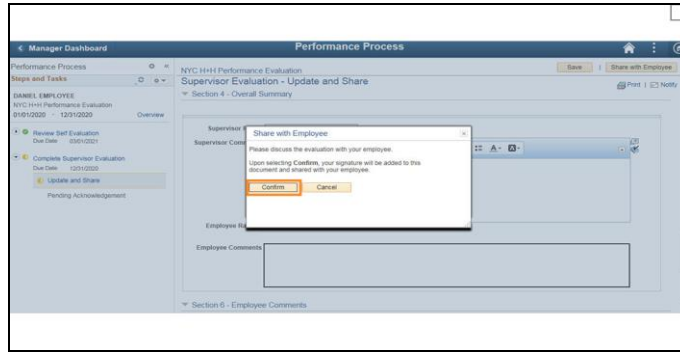 Manager Dashboard
Performance Process
Performance Process
Steps and Tasks
DANIEL EMPLOYEE
NYC H+H Performance Evaluation
01/01/2020 - 12/31/2020
Overview
Review Self Evaluation
Due Date 03/01/2021
Complete Supervisor Evaluation
Due Date 12/31/2020
Update and Share
Pending Acknowledgement
NYC H+H Performance Evaluation
Save | Share with Employee
Supervisor Evaluation - Update and Share
Print | Notify
Section 4 - Overall Summary
Supervisor
Supervisor Com
Share with Employee
Please discuss the evaluation with your employee.
Upon selecting Confirm, your signature will be added to this
document and shared with your employee.
Confirm
Cancel
Employee Ra
Employee Comments
Section 6 - Employee Comments